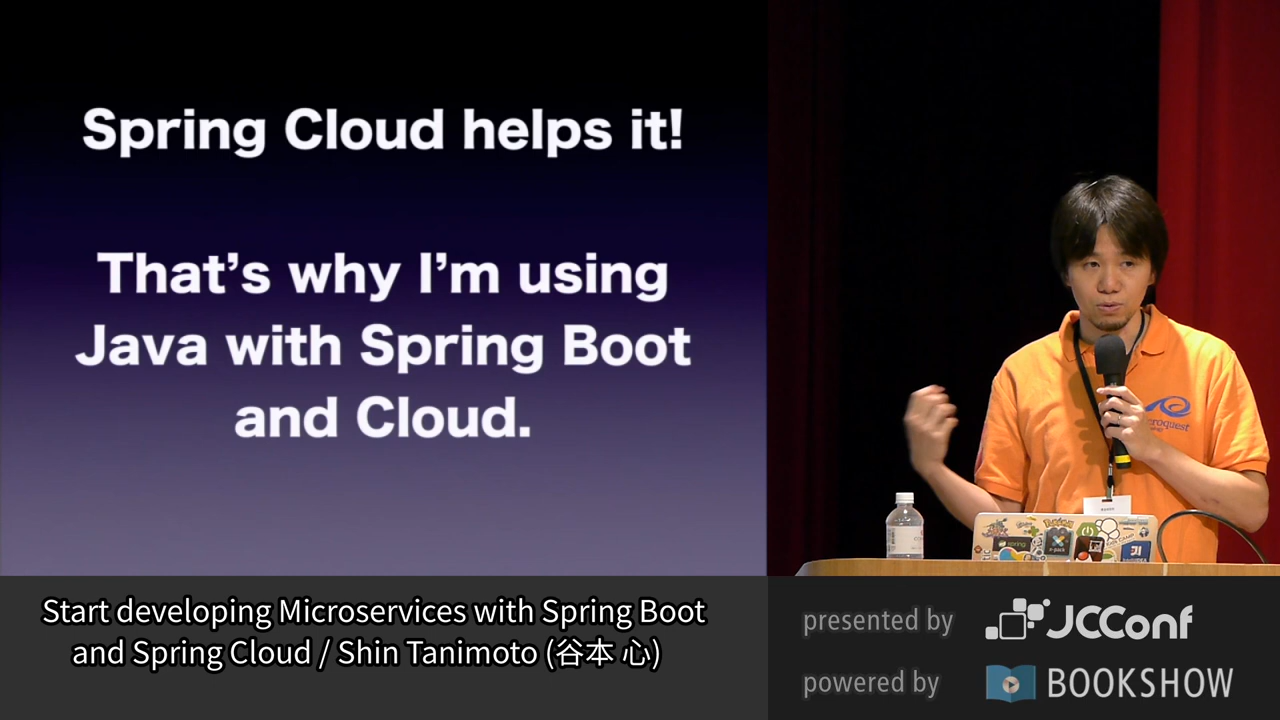 Spring Cloud helps it!
That’s why I’m using
Java with Spring Boot
and Cloud.
Start developing Microservices with Spring Boot
and Spring Cloud / Shin Tanimoto (谷本 心)
presented by JCConf
powered by BOOKSHOW
spring